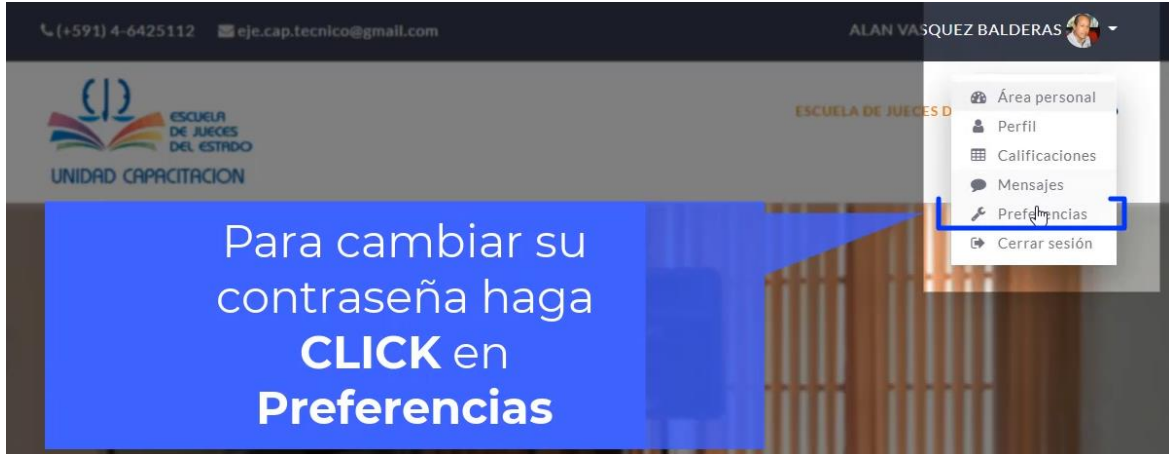 (+591) 4-6425112 eje.cap.tecnico@gmail.com ALAN VASQUEZ BALDERAS
ESCUELA
DE JUECES
DEL ESTADO
UNIDAD CAPACITACION
ESCUELA DE JUECES D
Área personal
Perfil
Calificaciones
Mensajes
Preferencias
Cerrar sesión
Para cambiar su
contraseña haga
CLICK en
Preferencias